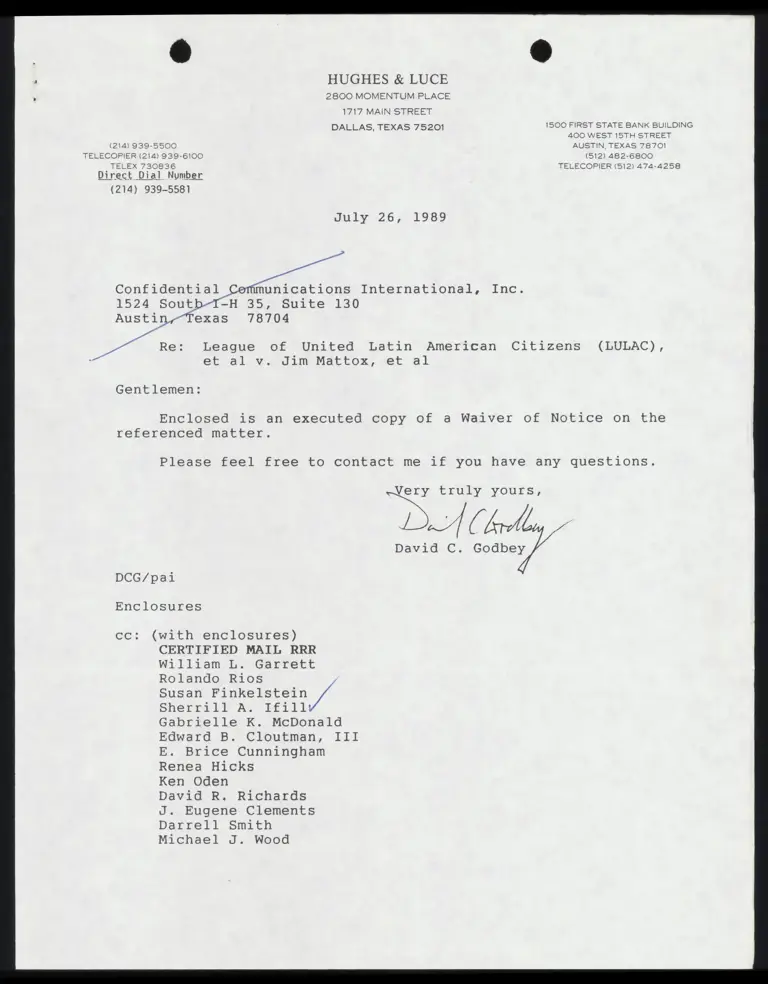 HUGHES & LUCE
2800 MOMENTUM PLACE
1717 MAIN STREET
DALLAS, TEXAS 75201
1500 FIRST STATE BANK BUILDING
400 WEST 15TH STREET
AUSTIN, TEXAS 78701
(512) 482-6800
TELECOPIER (512) 474-4258
(214) 939-5500
TELECOPIER (214) 939-6100
TELEX 730836
Direct Dial Number
(214) 939-5581
July 26, 1989
Confidential Communications International, Inc.
1524 South I-H 35, Suite 130
Austin, Texas 78704
Re: League of United Latin American Citizens (LULAC),
et al v. Jim Mattox, et al
Gentlemen:
Enclosed is an executed copy of a Waiver of Notice on the
referenced matter.
Please feel free to contact me if you have any questions.
Very truly yours,
David C Godbey
David C. Godbey
DCG/pai
Enclosures
cc: (with enclosures)
CERTIFIED MAIL RRR
William L. Garrett
Rolando Rios
Susan Finkelstein
Sherrill A. Ifill
Gabrielle K. McDonald
Edward B. Cloutman, III
E. Brice Cunningham
Renea Hicks
Ken Oden
David R. Richards
J. Eugene Clements
Darrell Smith
Michael J. Wood